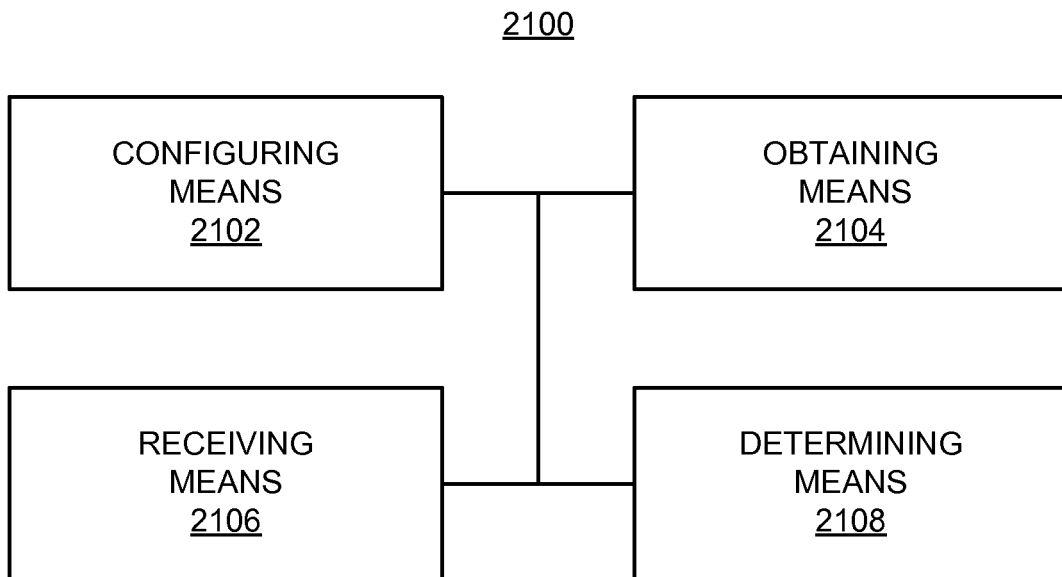 2100
CONFIGURING
MEANS
2102
OBTAINING
MEANS
2104
RECEIVING
MEANS
2106
DETERMINING
MEANS
2108